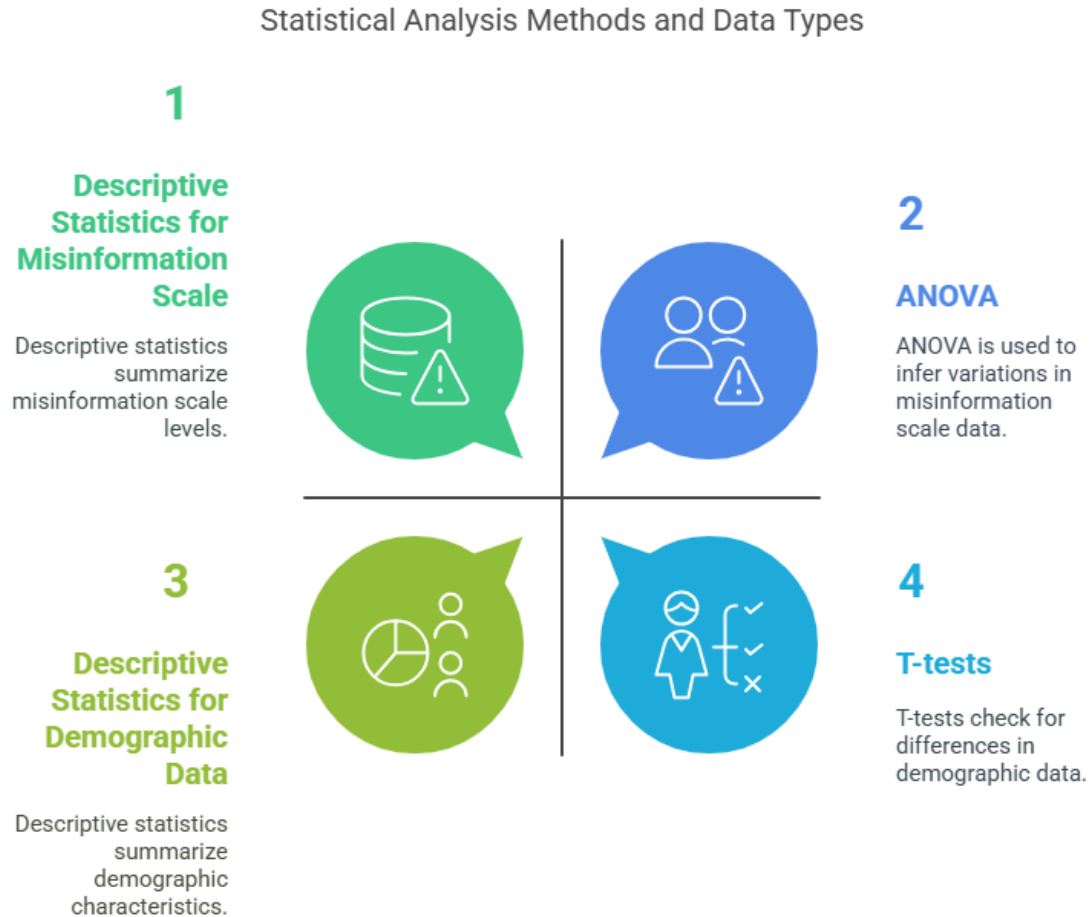 Statistical Analysis Methods and Data Types
1
Descriptive
Statistics for
Misinformation
Scale
Descriptive statistics
summarize
misinformation scale
levels.
2
ANOVA
ANOVA is used to
infer variations in
misinformation
scale data.
3
Descriptive
Statistics for
Demographic
Data
Descriptive statistics
summarize
demographic
characteristics.
4
T-tests
T-tests check for
differences in
demographic data.